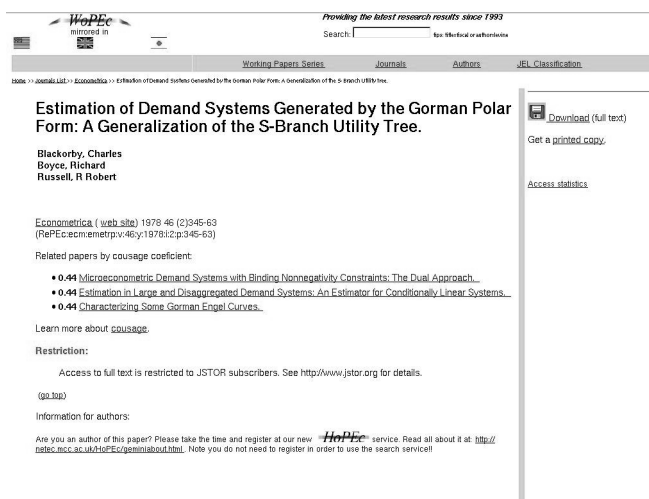 WoPEc
mirrored in
Providing the latest research results since 1993
Search:
tips: title=fiscal or author=levine
Working Papers Series Journals Authors JEL Classification
Home >> Journals List >> Econometrica >> Estimation of Demand Systems Generated by the Gorman Polar Form: A Generalization of the S-Branch Utility Tree.
Estimation of Demand Systems Generated by the Gorman Polar
Form: A Generalization of the S-Branch Utility Tree.
Blackorby, Charles
Boyce, Richard
Russell, R Robert
Econometrica ( web site) 1978 46 (2)345-63
(RePEc:ecm:emetrp:v:46:y:1978:i:2:p:345-63)
Related papers by cousage coeficient:
• 0.44 Microeconometric Demand Systems with Binding Nonnegativity Constraints: The Dual Approach.
• 0.44 Estimation in Large and Disaggregated Demand Systems: An Estimator for Conditionally Linear Systems.
• 0.44 Characterizing Some Gorman Engel Curves.
Learn more about cousage.
Restriction:
Access to full text is restricted to JSTOR subscribers. See http://www.jstor.org for details.
(go top)
Information for authors:
Are you an author of this paper? Please take the time and register at our new HoPEc service. Read all about it at: http://
netec.mcc.ac.uk/HoPEc/geminiabout.html. Note you do not need to register in order to use the search service!!
Download (full text)
Get a printed copy.
Access statistics